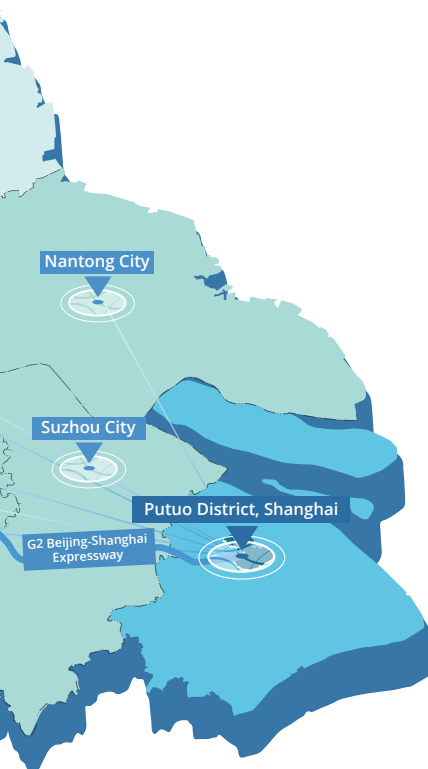 Nantong City
Suzhou City
Putuo District, Shanghai
G2 Beijing-Shanghai
Expressway